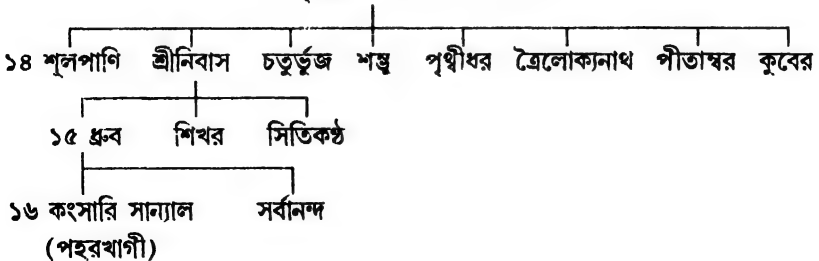 ১৪ শূলপাণি শ্রীনিবাস চতুর্ভুজ শম্ভু পৃথ্বীধর ত্রৈলোক্যনাথ পীতাম্বর কুবের
১৫ ধ্রুব শিখর সিতিকণ্ঠ
১৬ কংসারি সান্যাল সর্বানন্দ
(পহরখাগী)